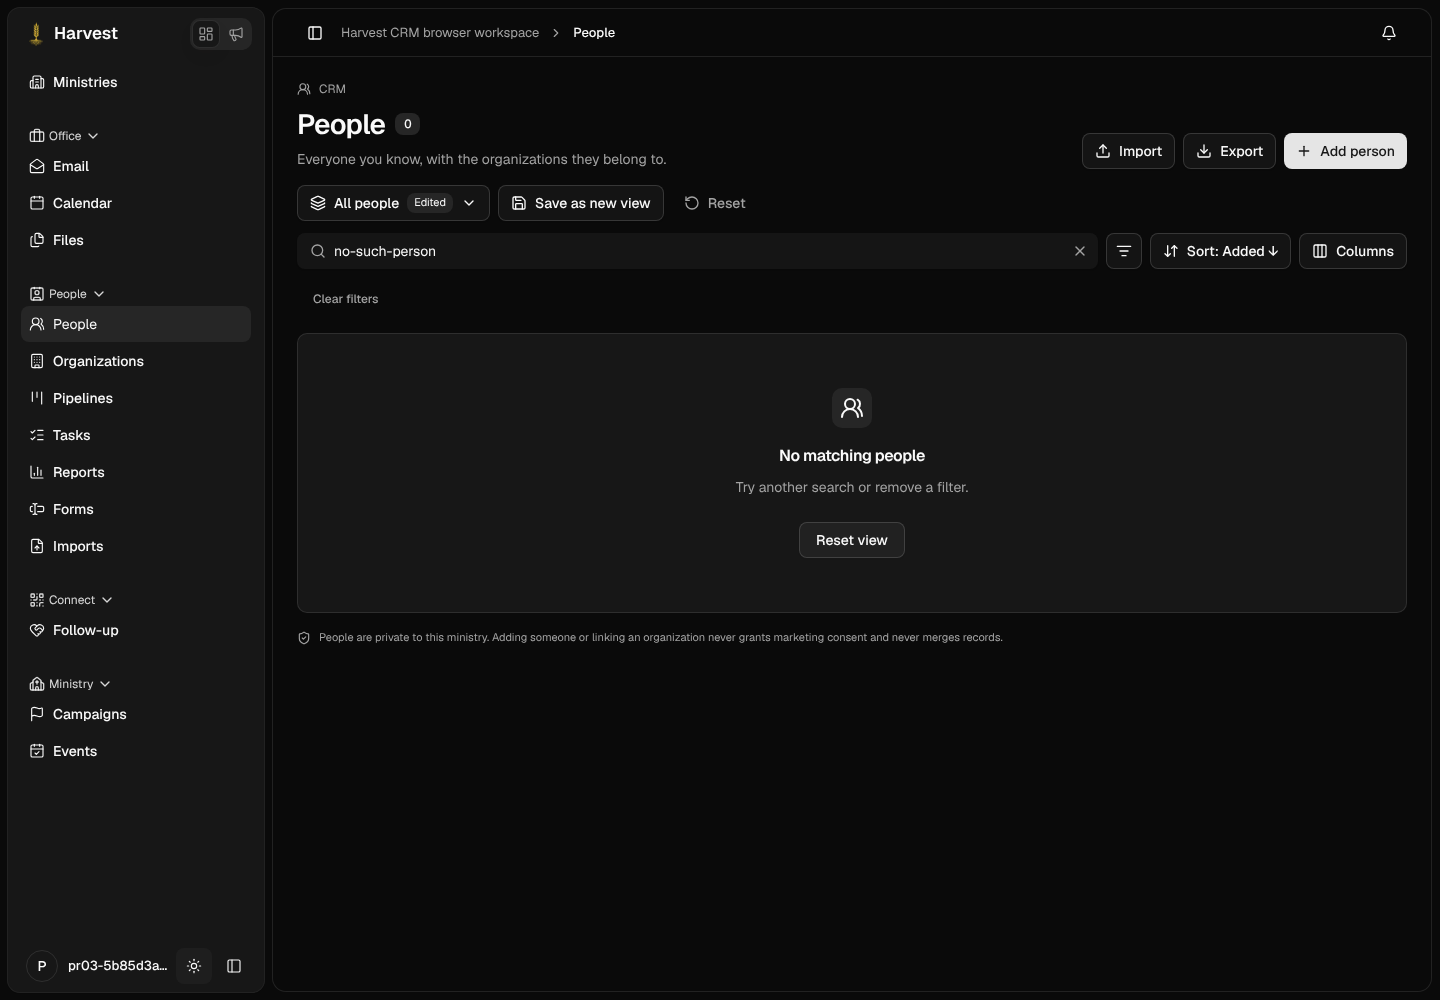 Harvest
Ministries
Office
Email
Calendar
Files
People
People
Organizations
Pipelines
Tasks
Reports
Forms
Imports
Connect
Follow-up
Ministry
Campaigns
Events
P pr03-5b85d3a...
Harvest CRM browser workspace > People
CRM
People 0
Everyone you know, with the organizations they belong to.
Import Export + Add person
All people Edited Save as new view Reset
no-such-person Sort: Added ↓ Columns
Clear filters
No matching people
Try another search or remove a filter.
Reset view
People are private to this ministry. Adding someone or linking an organization never grants marketing consent and never merges records.